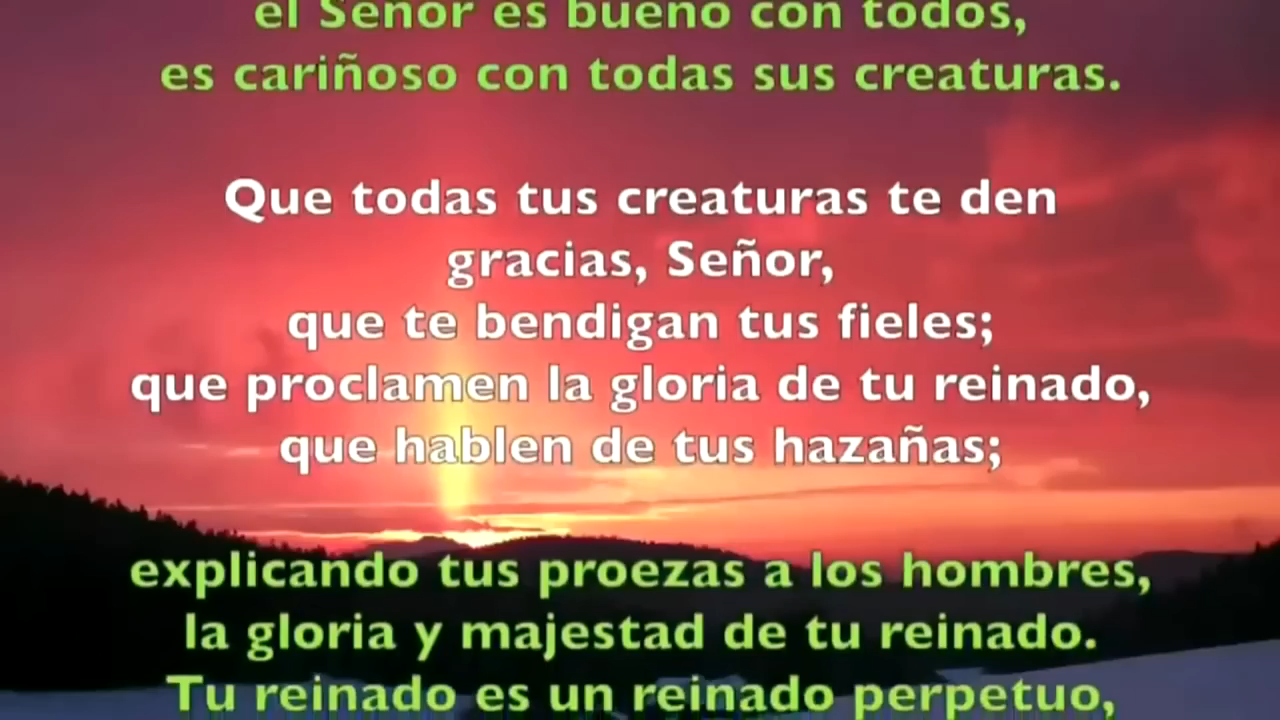 el Señor es bueno con todos,
es cariñoso con todas sus creaturas.
Que todas tus creaturas te den
gracias, Señor,
que te bendigan tus fieles;
que proclamen la gloria de tu reinado,
que hablen de tus hazañas;
explicando tus proezas a los hombres,
la gloria y majestad de tu reinado.
Tu reinado es un reinado perpetuo,